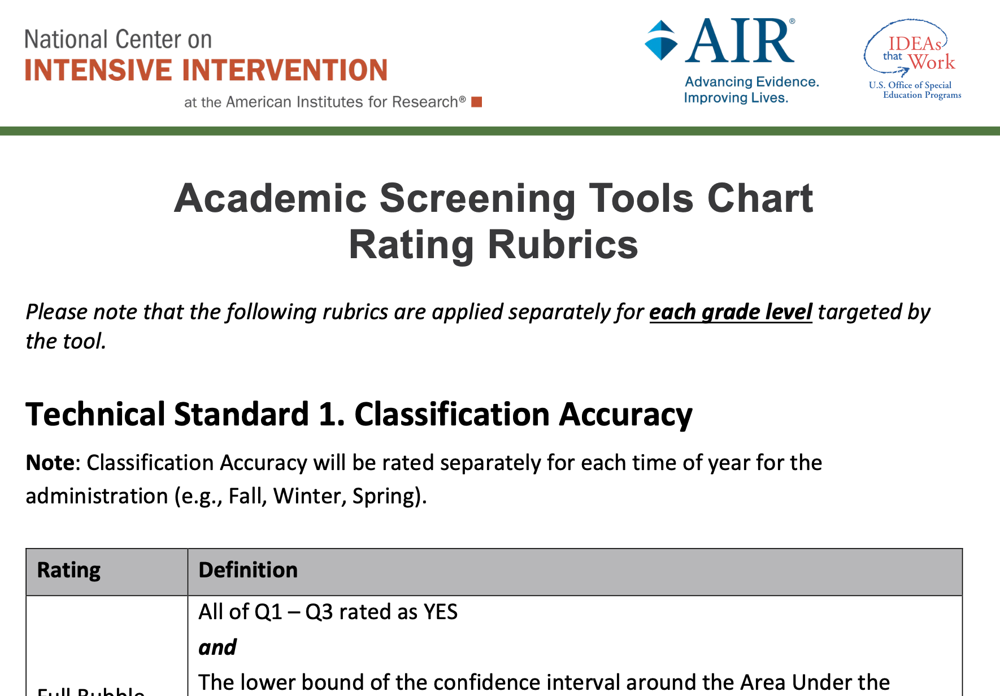 National Center on
INTENSIVE INTERVENTION
at the American Institutes for Research®
AIR®
Advancing Evidence.
Improving Lives.
IDEAs
that Work
U.S. Office of Special
Education Programs
Academic Screening Tools Chart
Rating Rubrics
Please note that the following rubrics are applied separately for each grade level targeted by
the tool.
Technical Standard 1. Classification Accuracy
Note: Classification Accuracy will be rated separately for each time of year for the
administration (e.g., Fall, Winter, Spring).
Rating Definition
All of Q1 – Q3 rated as YES
and
The lower bound of the confidence interval around the Area Under the
Full Bubble